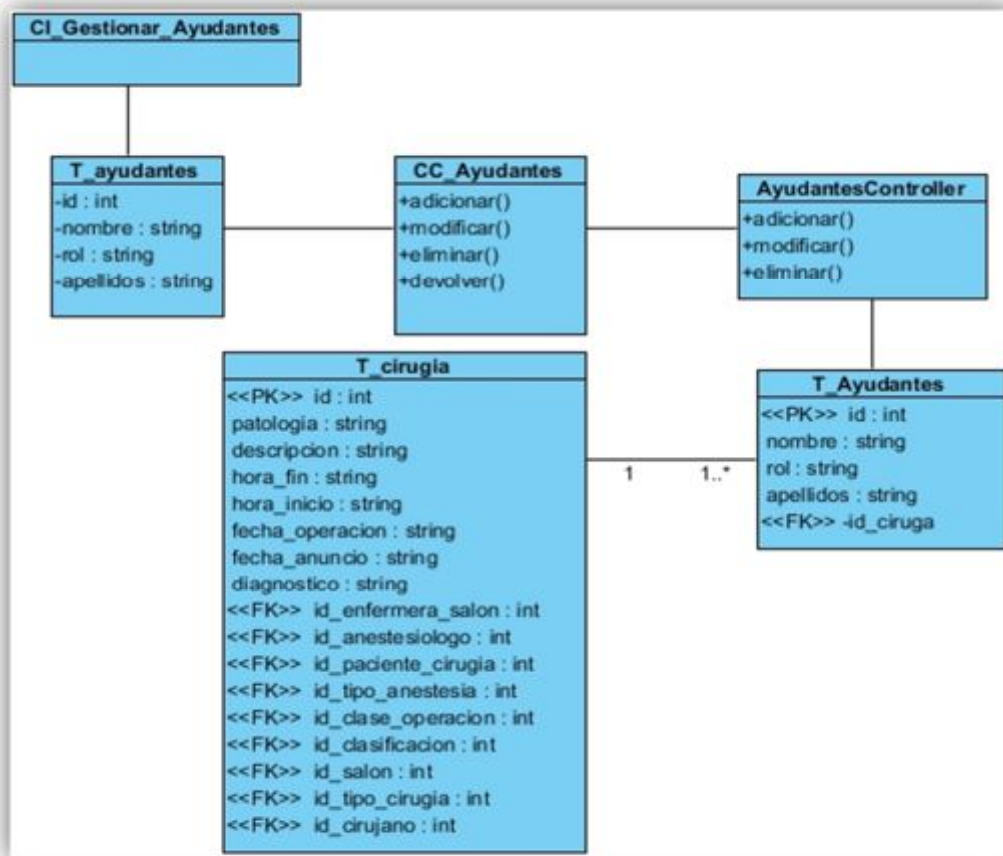 CI_Gestionar_Ayudantes
T_ayudantes
-id : int
-nombre : string
-rol : string
-apellidos : string
CC_Ayudantes
+adicionar()
+modificar()
+eliminar()
+devolver()
AyudantesController
+adicionar()
+modificar()
+eliminar()
T_cirugia
<<PK>> id : int
patologia : string
descripcion : string
hora_fin : string
hora_inicio : string
fecha_operacion : string
fecha_anuncio : string
diagnostico : string
<<FK>> id_enfermera_salon : int
<<FK>> id_anestesiologo : int
<<FK>> id_paciente_cirugia : int
<<FK>> id_tipo_anestesia : int
<<FK>> id_clase_operacion : int
<<FK>> id_clasificacion : int
<<FK>> id_salon : int
<<FK>> id_tipo_cirugia : int
<<FK>> id_cirujano : int
1 1..*
T_Ayudantes
<<PK>> id : int
nombre : string
rol : string
apellidos : string
<<FK>> -id_ciruga